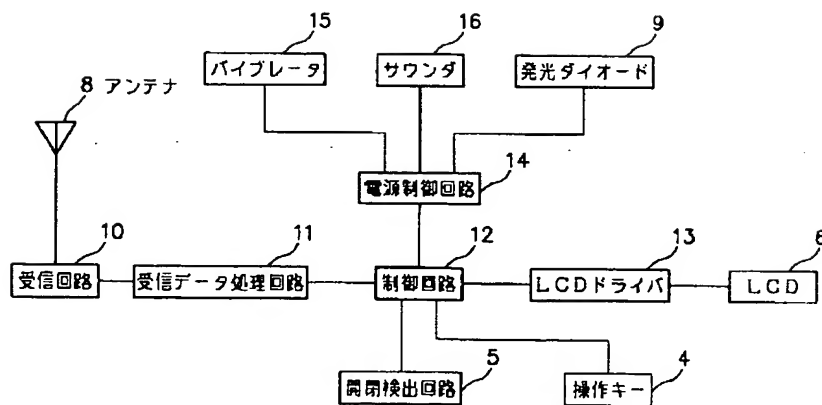 15
16
9
バイブレータ
サウンダ
発光ダイオード
8 アンテナ
電源制御回路
14
10
11
12
13
受信回路
受信データ処理回路
制御回路
LCDドライバ
LCD
5
4
開閉検出回路
操作キー